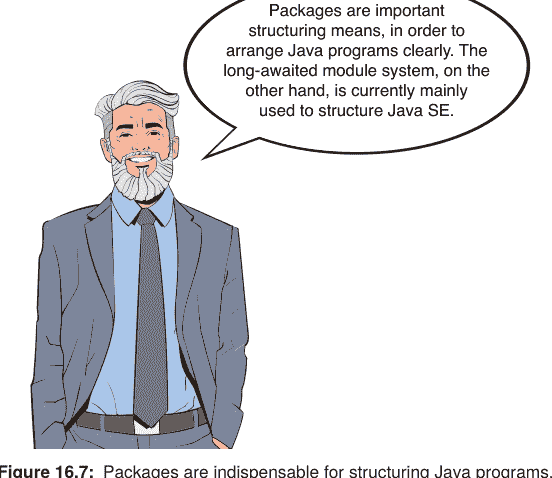 Packages are important
structuring means, in order to
arrange Java programs clearly. The
long-awaited module system, on the
other hand, is currently mainly
used to structure Java SE.
Figure 16.7: Packages are indispensable for structuring Java programs.